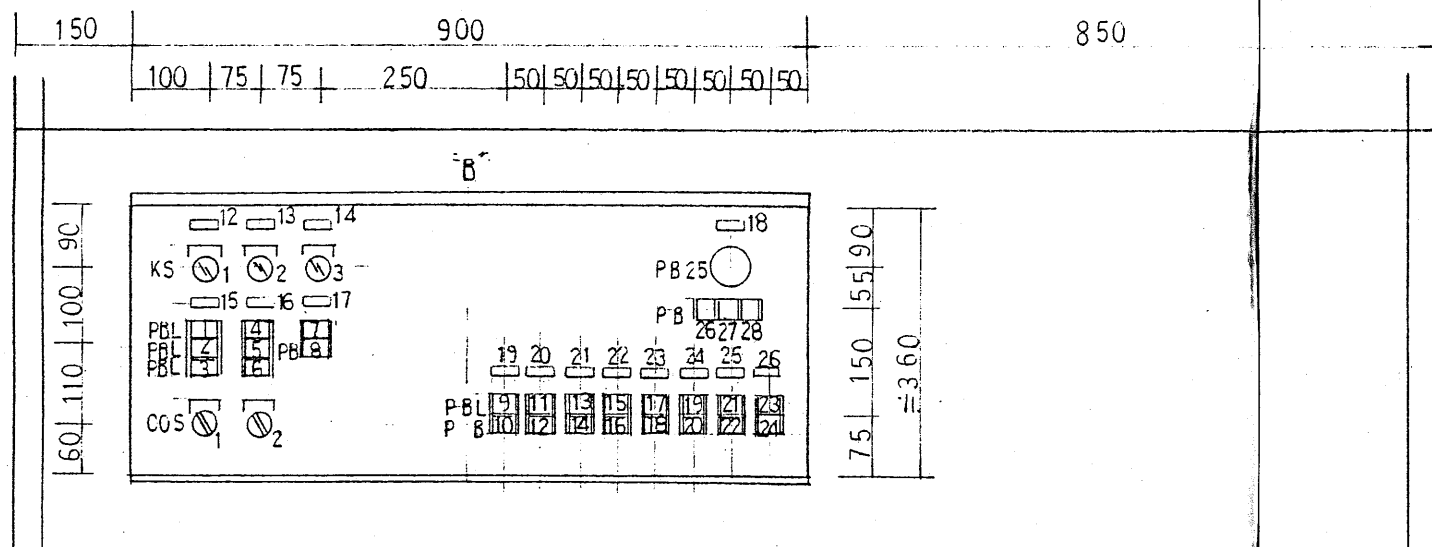 150 900 850
100 75 75 250 50 50 50 50 50 50 50 50
"B"
12 13 14 18
90 90
KS 1 2 3 PB 25
55
15 16 17
100
PB 26 27 28
PBL 1 4 7
PBL 2 5 PB 8
PBL 3 6
19 20 21 22 23 24 25 26
150 =360
110
PBL 9 11 13 15 17 19 21 23
PB 10 12 14 16 18 20 22 24
COS 1 2
60 75